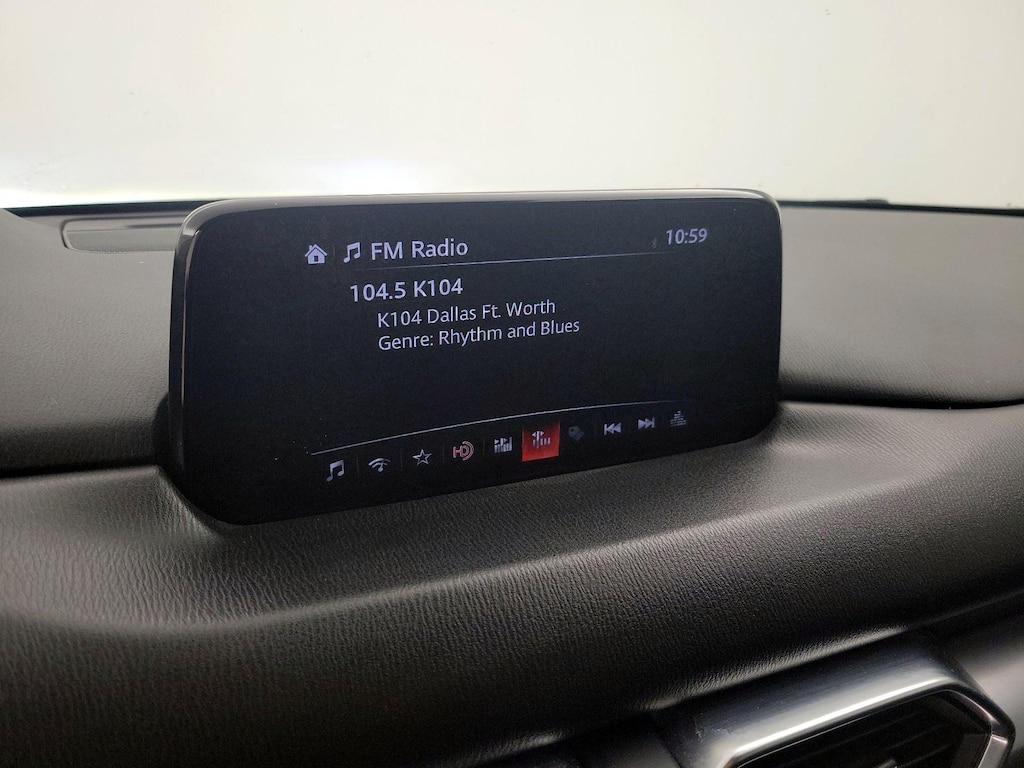 FM Radio
10:59
104.5 K104
K104 Dallas Ft. Worth
Genre: Rhythm and Blues
HD